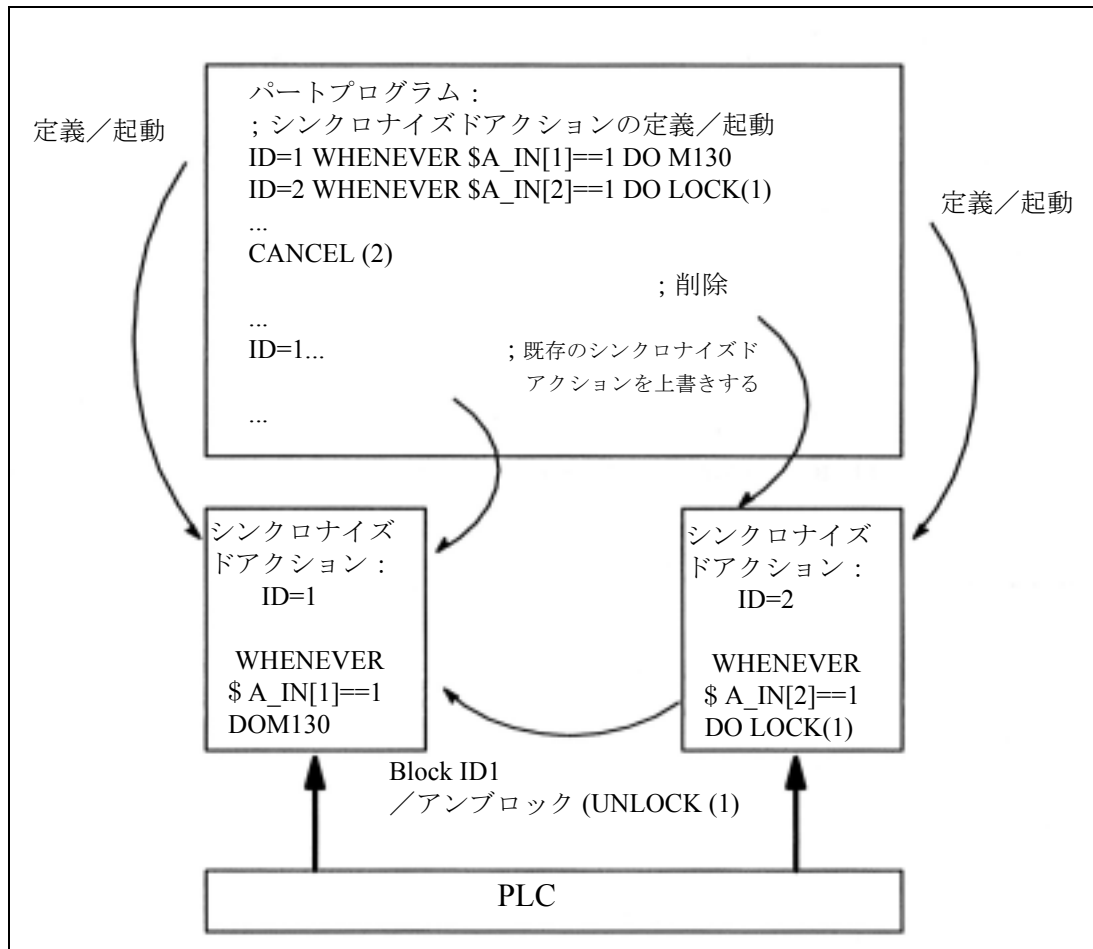 パートプログラム：
；シンクロナイズドアクションの定義／起動
定義／起動
ID=1 WHENEVER $A_IN[1]==1 DO M130
ID=2 WHENEVER $A_IN[2]==1 DO LOCK(1)
定義／起動
...
CANCEL (2)
；削除
...
ID=1... ；既存のシンクロナイズド
アクションを上書きする
...
シンクロナイズ
ドアクション：
ID=1
WHENEVER
$ A_IN[1]==1
DOM130
シンクロナイズ
ドアクション：
ID=2
WHENEVER
$ A_IN[2]==1
DO LOCK(1)
Block ID1
／アンブロック (UNLOCK (1)
PLC